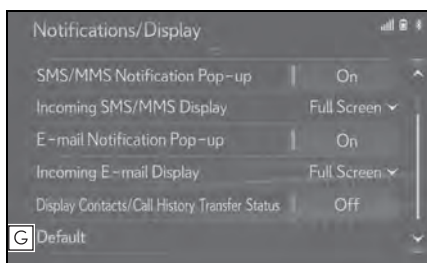 Notifications/Display
SMS/MMS Notification Pop-up On
Incoming SMS/MMS Display Full Screen
E-mail Notification Pop-up On
Incoming E-mail Display Full Screen
Display Contacts/Call History Transfer Status Off
G Default